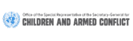 Office of the Special Representative of the Secretary-General for
CHILDREN AND ARMED CONFLICT